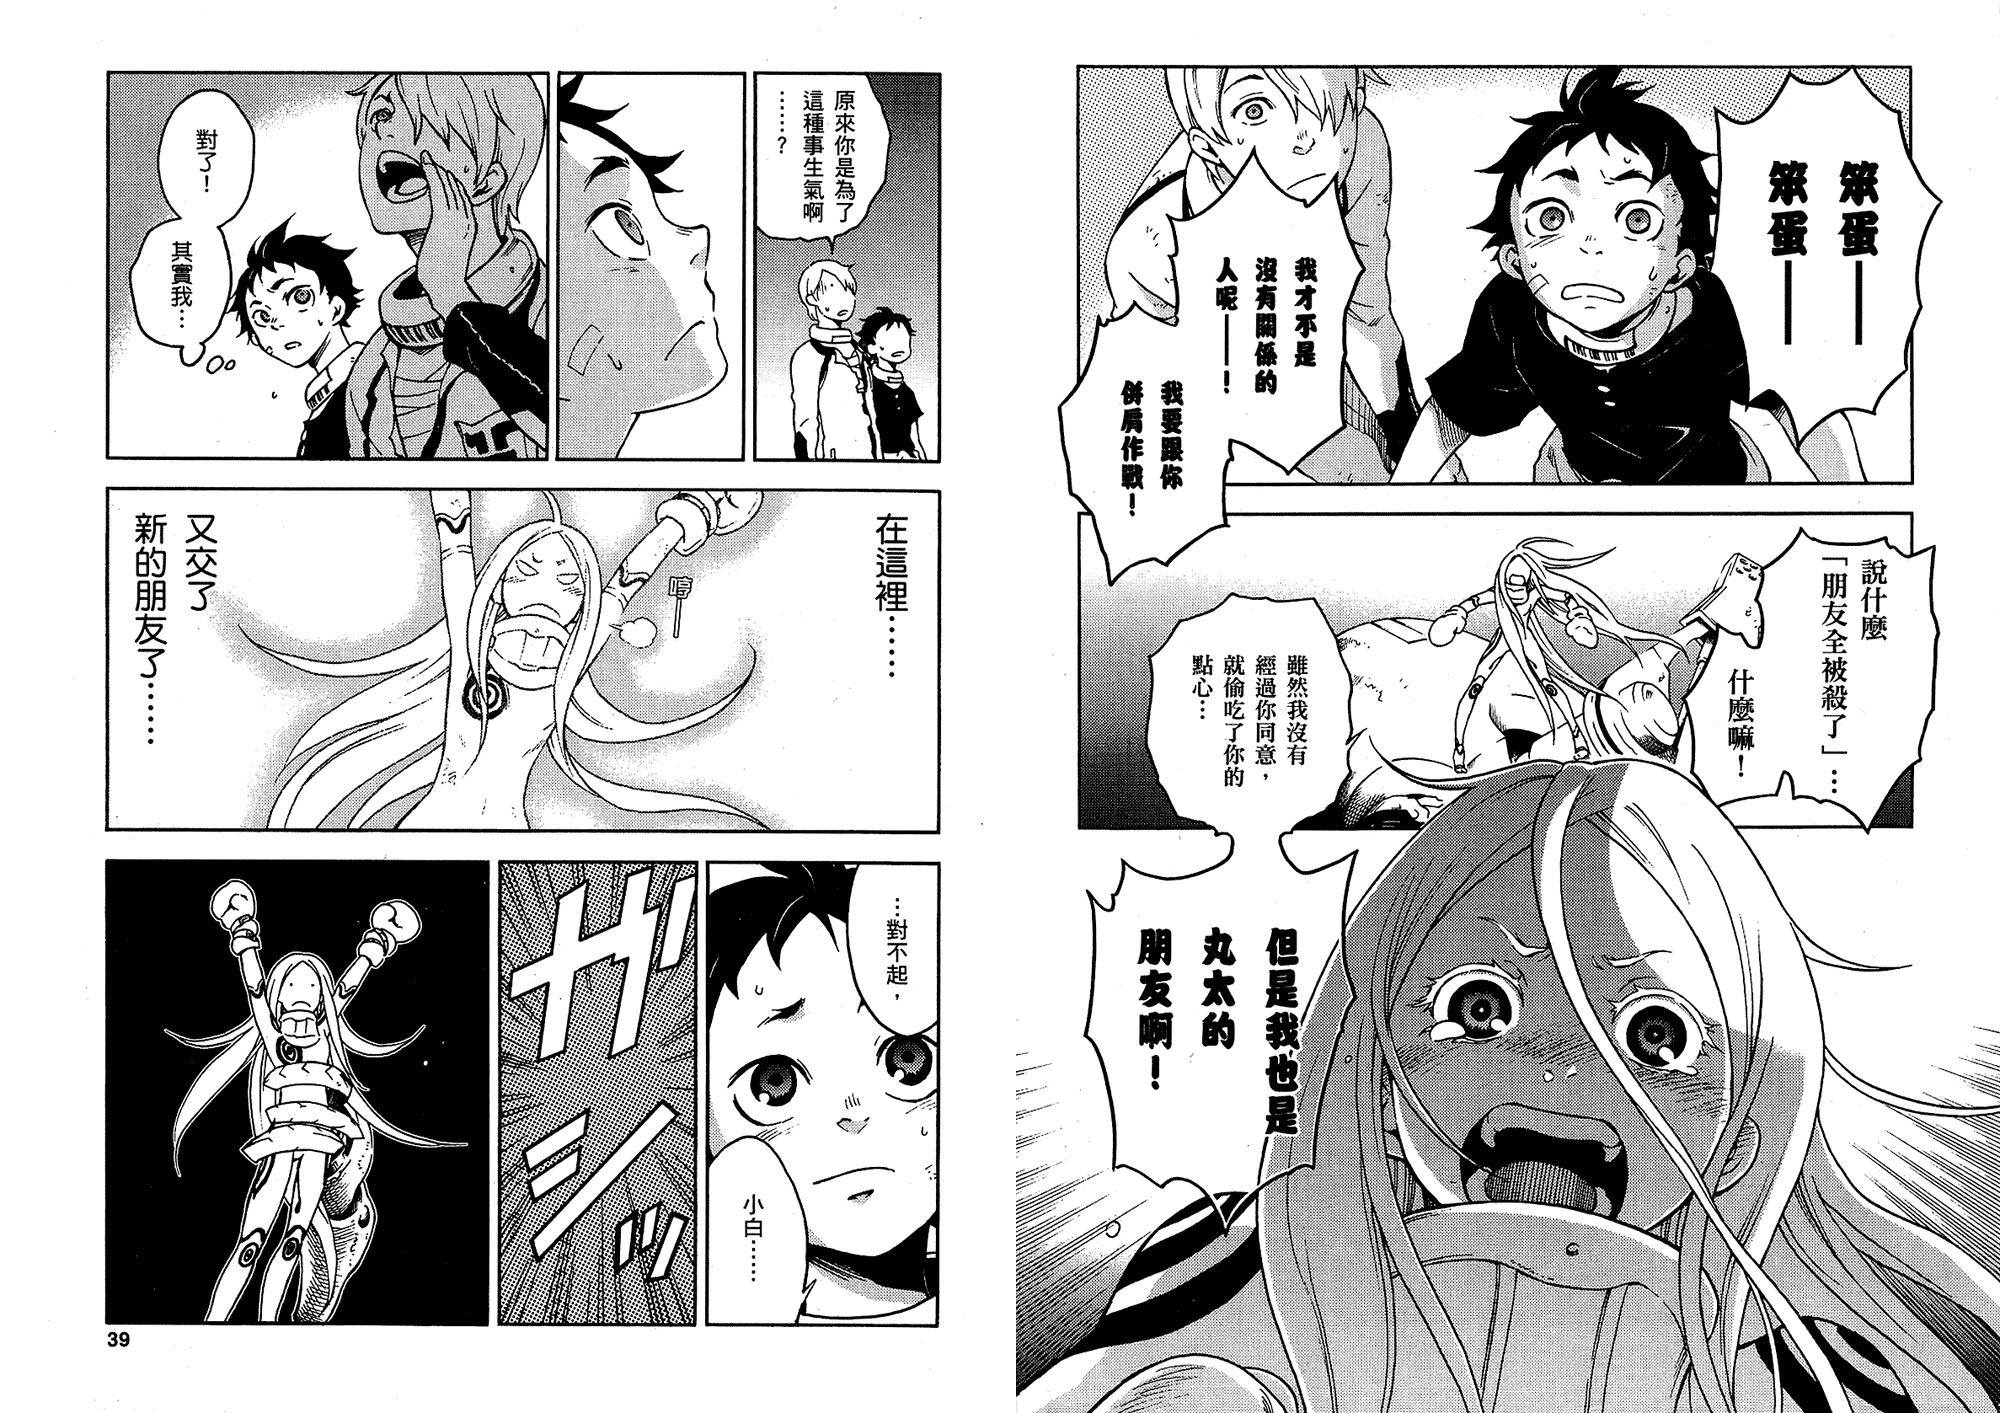 笨蛋——
笨蛋——
我才不是
沒有關係的
人呢——！
我要跟你
併肩作戰！
說什麼
「朋友全被殺了」…
什麼嘛！
雖然我沒有
經過你同意，
就偷吃了你的
點心…
但是我也是
丸太的
朋友啊！
原來你是為了
這種事生氣啊
……？
對了！
其實我…
在這裡……
哼——
又交了
新的朋友了……
…對不起，
小白……
ガシ
ミシッ
39